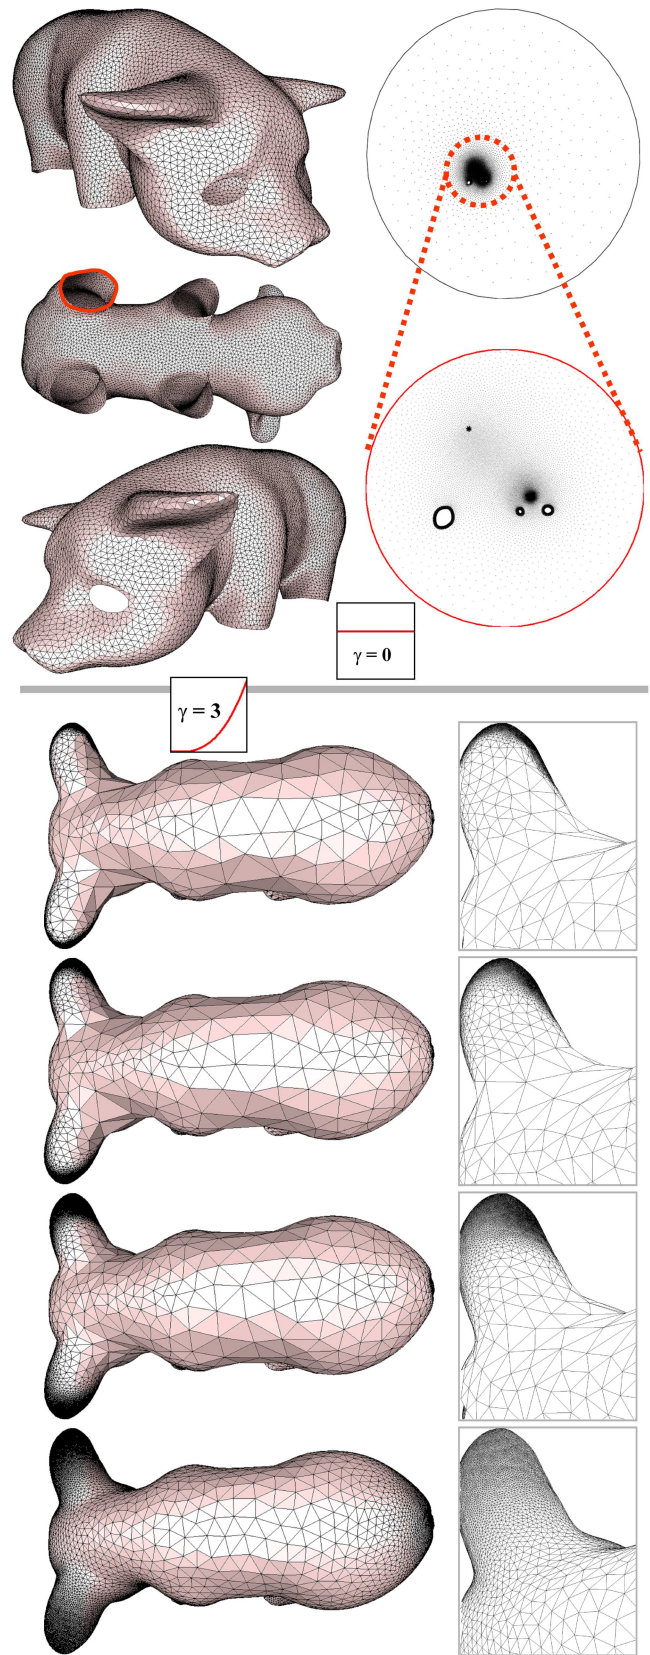 γ = 0
γ = 3